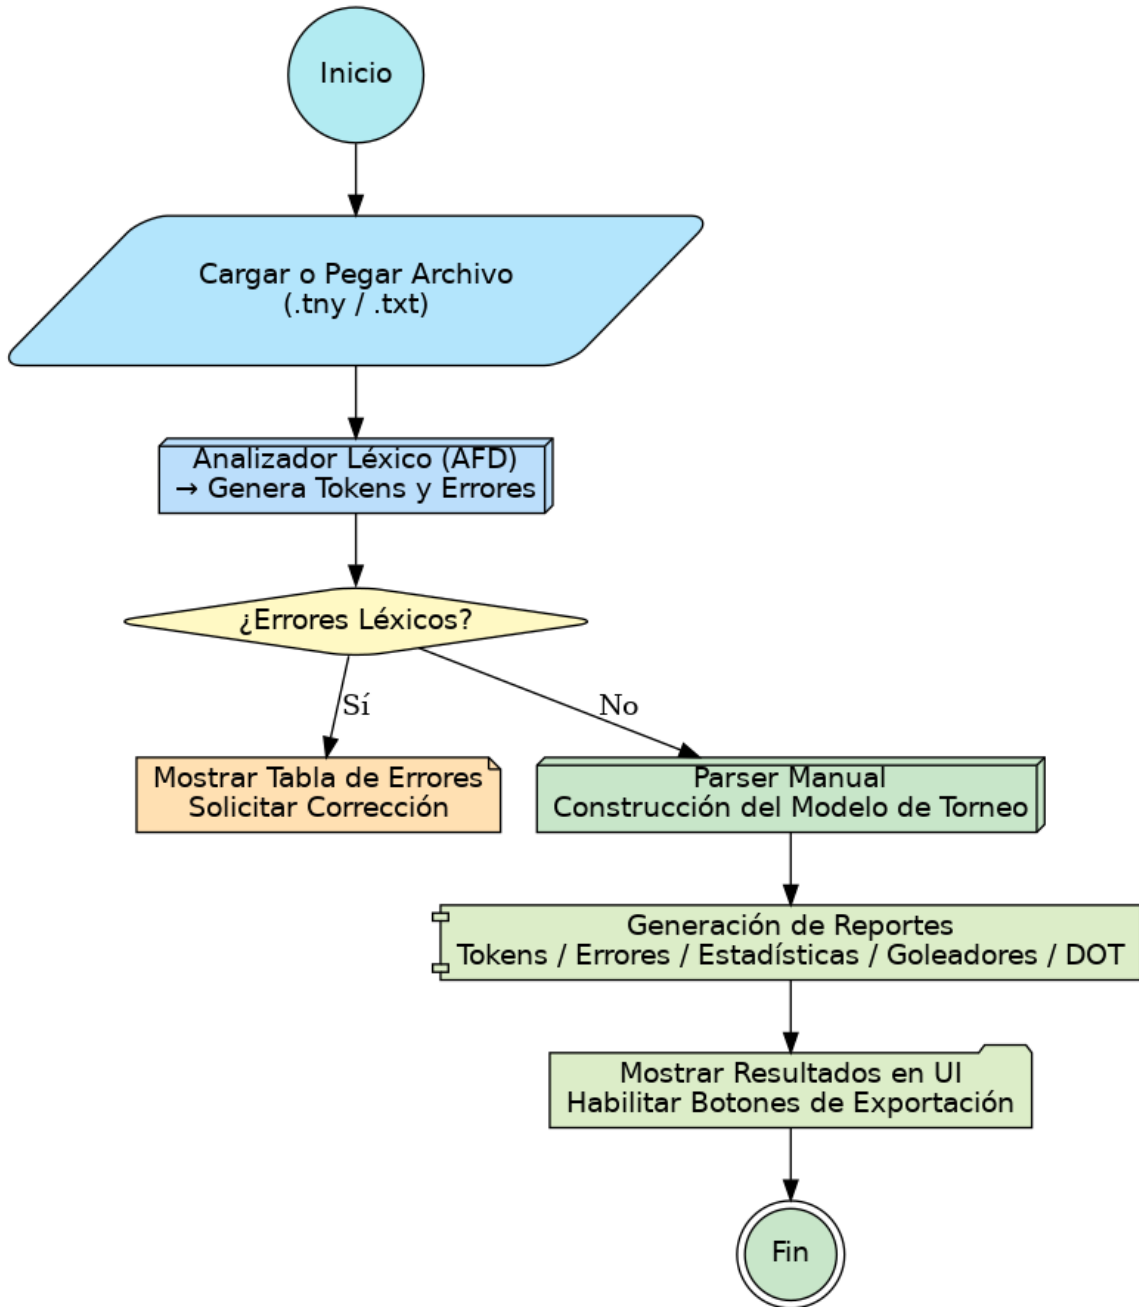 Inicio
Cargar o Pegar Archivo
(.tny / .txt)
Analizador Léxico (AFD)
→ Genera Tokens y Errores
¿Errores Léxicos?
Sí
No
Mostrar Tabla de Errores
Solicitar Corrección
Parser Manual
Construcción del Modelo de Torneo
Generación de Reportes
Tokens / Errores / Estadísticas / Goleadores / DOT
Mostrar Resultados en UI
Habilitar Botones de Exportación
Fin